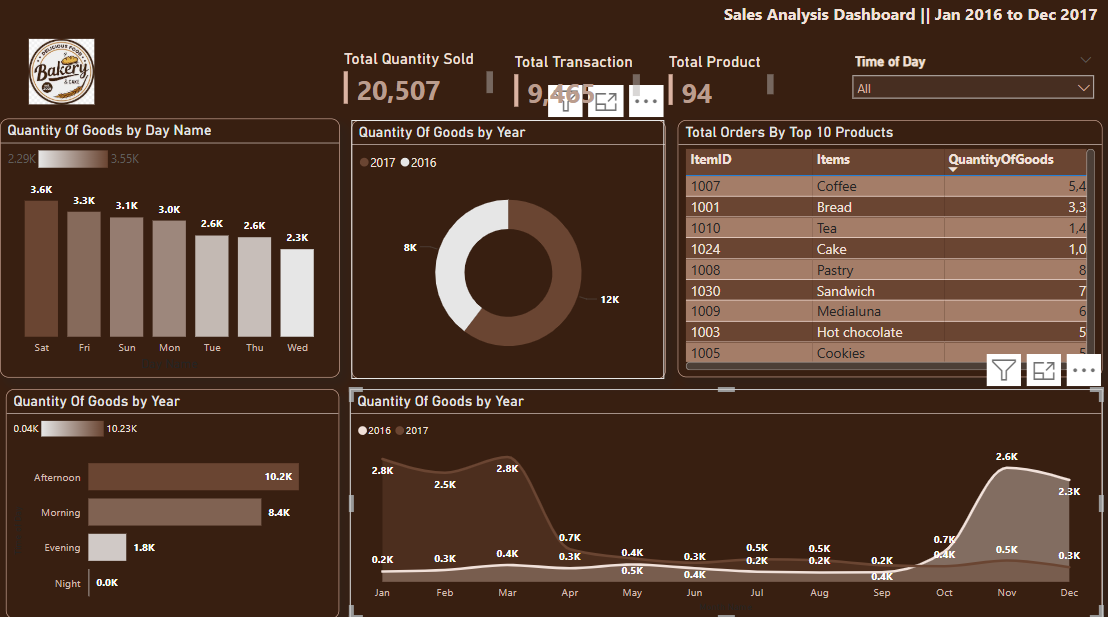 Sales Analysis Dashboard || Jan 2016 to Dec 2017
DELICIOUS FOOD
Bakery
& CAKE
Total Quantity Sold
20,507
Total Transaction
9,465
Total Product
94
Time of Day
All
Quantity Of Goods by Day Name
2.29K 3.55K
3.6K
3.3K
3.1K
3.0K
2.6K
2.6K
2.3K
Sat Fri Sun Mon Tue Thu Wed
Quantity Of Goods by Year
2017 2016
8K
12K
Total Orders By Top 10 Products
ItemID Items QuantityOfGoods
1007 Coffee 5,4
1001 Bread 3,3
1010 Tea 1,4
1024 Cake 1,0
1008 Pastry 8
1030 Sandwich 7
1009 Medialuna 6
1003 Hot chocolate 5
1005 Cookies 5
Quantity Of Goods by Year
0.04K 10.23K
Afternoon 10.2K
Morning 8.4K
Evening 1.8K
Night 0.0K
Quantity Of Goods by Year
2016 2017
2.8K 2.5K 2.8K 0.7K 0.4K 0.3K 0.5K 0.5K 0.2K 0.7K 2.6K 2.3K
0.2K 0.3K 0.4K 0.3K 0.5K 0.4K 0.2K 0.2K 0.4K 0.4K 0.5K 0.3K
Jan Feb Mar Apr May Jun Jul Aug Sep Oct Nov Dec